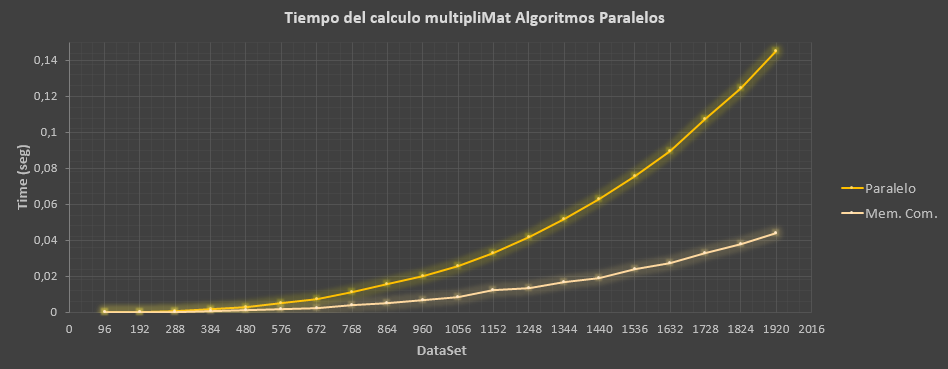 Tiempo del calculo multipliMat Algoritmos Paralelos
0,14
0,12
0,1
0,08
0,06
0,04
0,02
0
Time (seg)
0 96 192 288 384 480 576 672 768 864 960 1056 1152 1248 1344 1440 1536 1632 1728 1824 1920 2016
DataSet
Paralelo
Mem. Com.